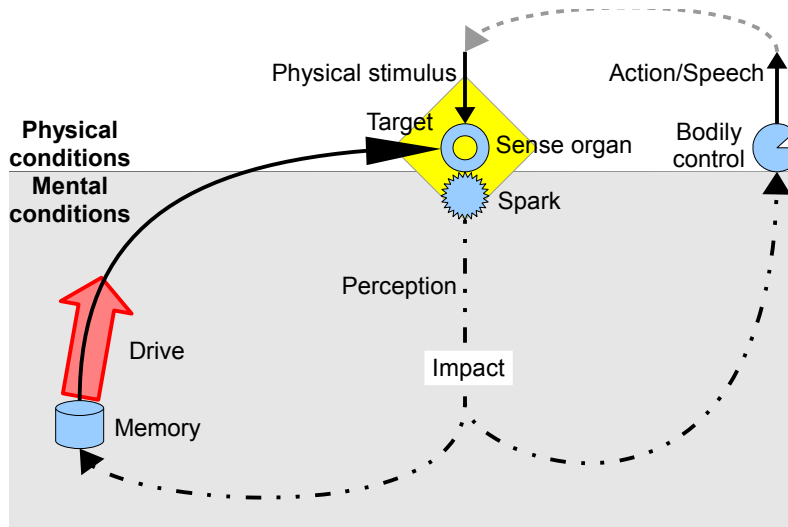 Physical stimulus
Action/Speech
Target
Physical
conditions
Sense organ
Bodily
control
Mental
conditions
Spark
Perception
Drive
Impact
Memory